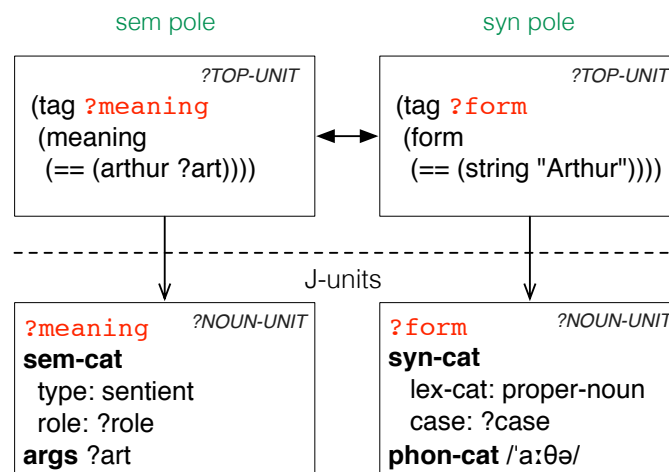 sem pole
syn pole
?TOP-UNIT
(tag ?meaning
(meaning
(== (arthur ?art))))
?TOP-UNIT
(tag ?form
(form
(== (string "Arthur"))))
J-units
?NOUN-UNIT
?meaning
sem-cat
type: sentient
role: ?role
args ?art
?NOUN-UNIT
?form
syn-cat
lex-cat: proper-noun
case: ?case
phon-cat /'aːθə/